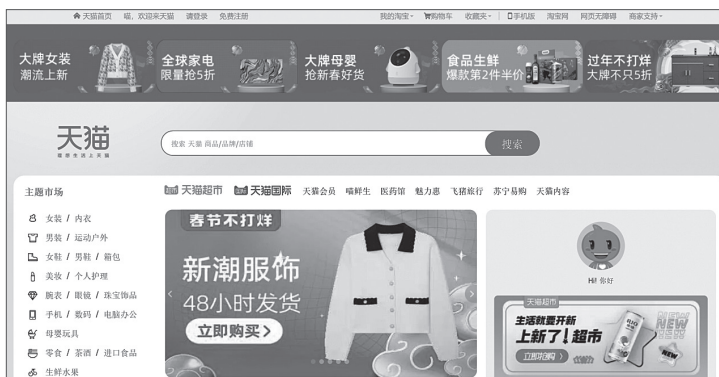 天猫首页 喵，欢迎来天猫 请登录 免费注册 我的淘宝 购物车 收藏夹 手机版 淘宝网 网页无障碍 商家支持
大牌女装 全球家电 大牌母婴 食品生鲜 过年不打烊
潮流上新 限量抢5折 抢新春好货 爆款第2件半价 大牌不只5折
天猫
搜索 天猫 商品/品牌/店铺 搜索
主题市场
天猫超市 天猫国际 天猫会员 喵鲜生 医药馆 魅力惠 飞猪旅行 苏宁易购 天猫内容
女装 / 内衣
男装 / 运动户外
女鞋 / 男鞋 / 箱包
美妆 / 个人护理
腕表 / 眼镜 / 珠宝饰品
手机 / 数码 / 电脑办公
母婴玩具
零食 / 茶酒 / 进口食品
生鲜水果
春节不打烊
新潮服饰
48小时发货
立即购买
Hi! 你好
天猫超市
生活就要开新
上新了!超市
立即抢购
RIO
NEW
NEW